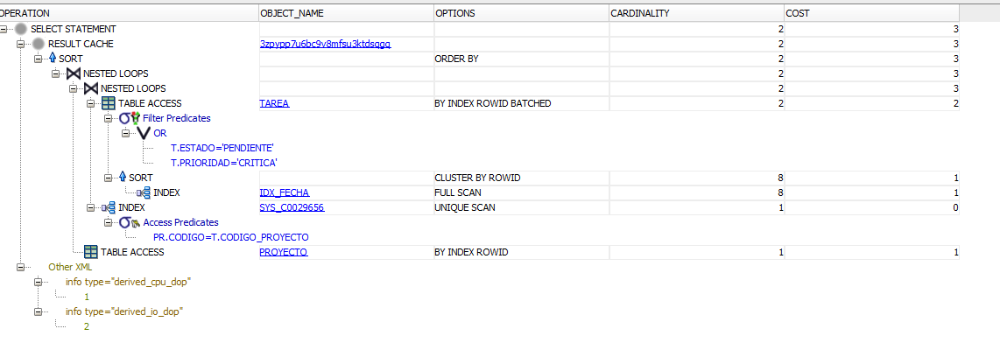 OPERATION OBJECT_NAME OPTIONS CARDINALITY COST
SELECT STATEMENT 2 3
RESULT CACHE 3zpvpp7u6bc9v8mfsu3ktdsqgq 2 3
SORT ORDER BY 2 3
NESTED LOOPS 2 3
NESTED LOOPS 2 3
TABLE ACCESS TAREA BY INDEX ROWID BATCHED 2 2
Filter Predicates
OR
T.ESTADO='PENDIENTE'
T.PRIORIDAD='CRITICA'
SORT CLUSTER BY ROWID 8 1
INDEX IDX_FECHA FULL SCAN 8 1
INDEX SYS_C0029656 UNIQUE SCAN 1 0
Access Predicates
PR.CODIGO=T.CODIGO_PROYECTO
TABLE ACCESS PROYECTO BY INDEX ROWID 1 1
Other XML
info type="derived_cpu_dop"
1
info type="derived_io_dop"
2